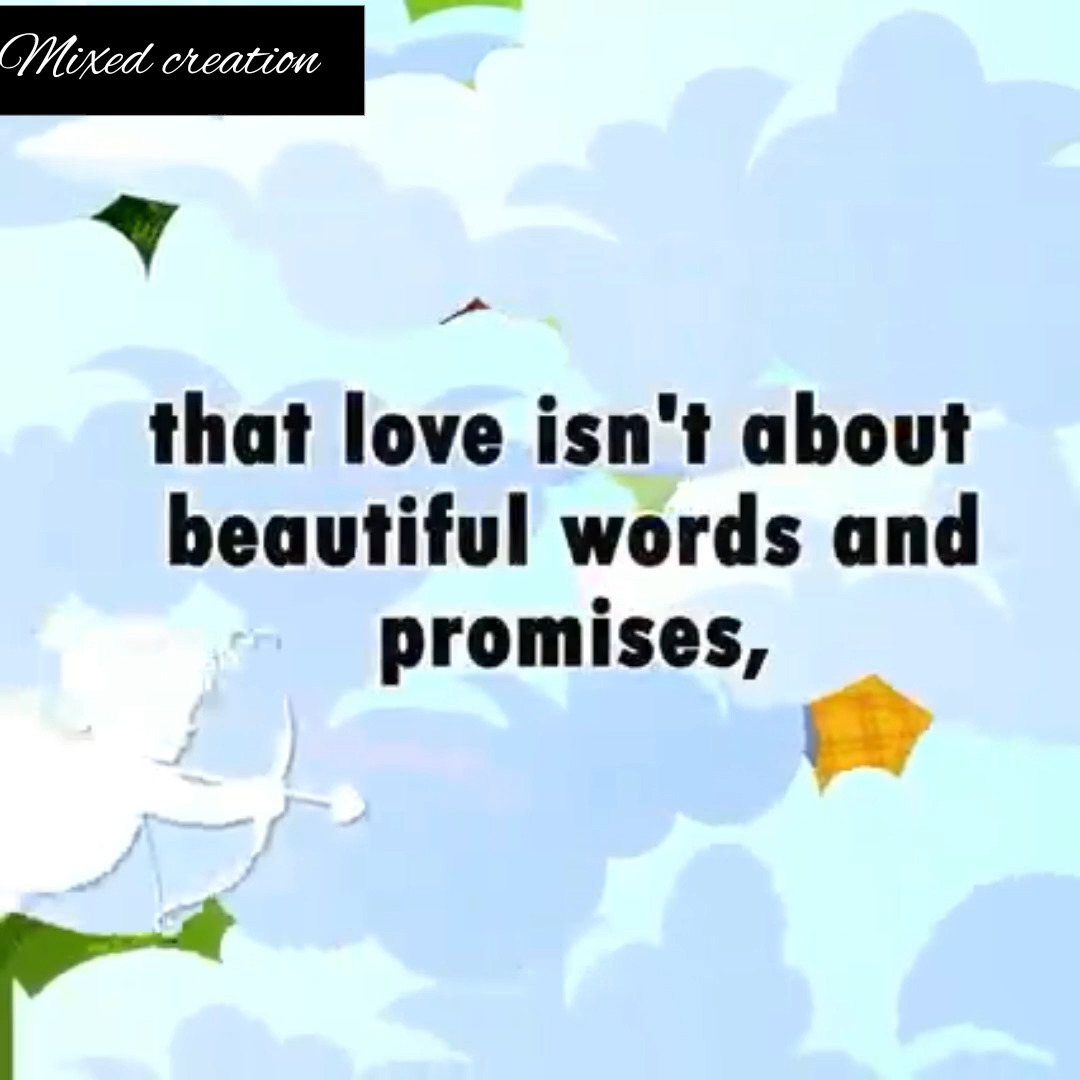 Mixed creation
that love isn't about
beautiful words and
promises,